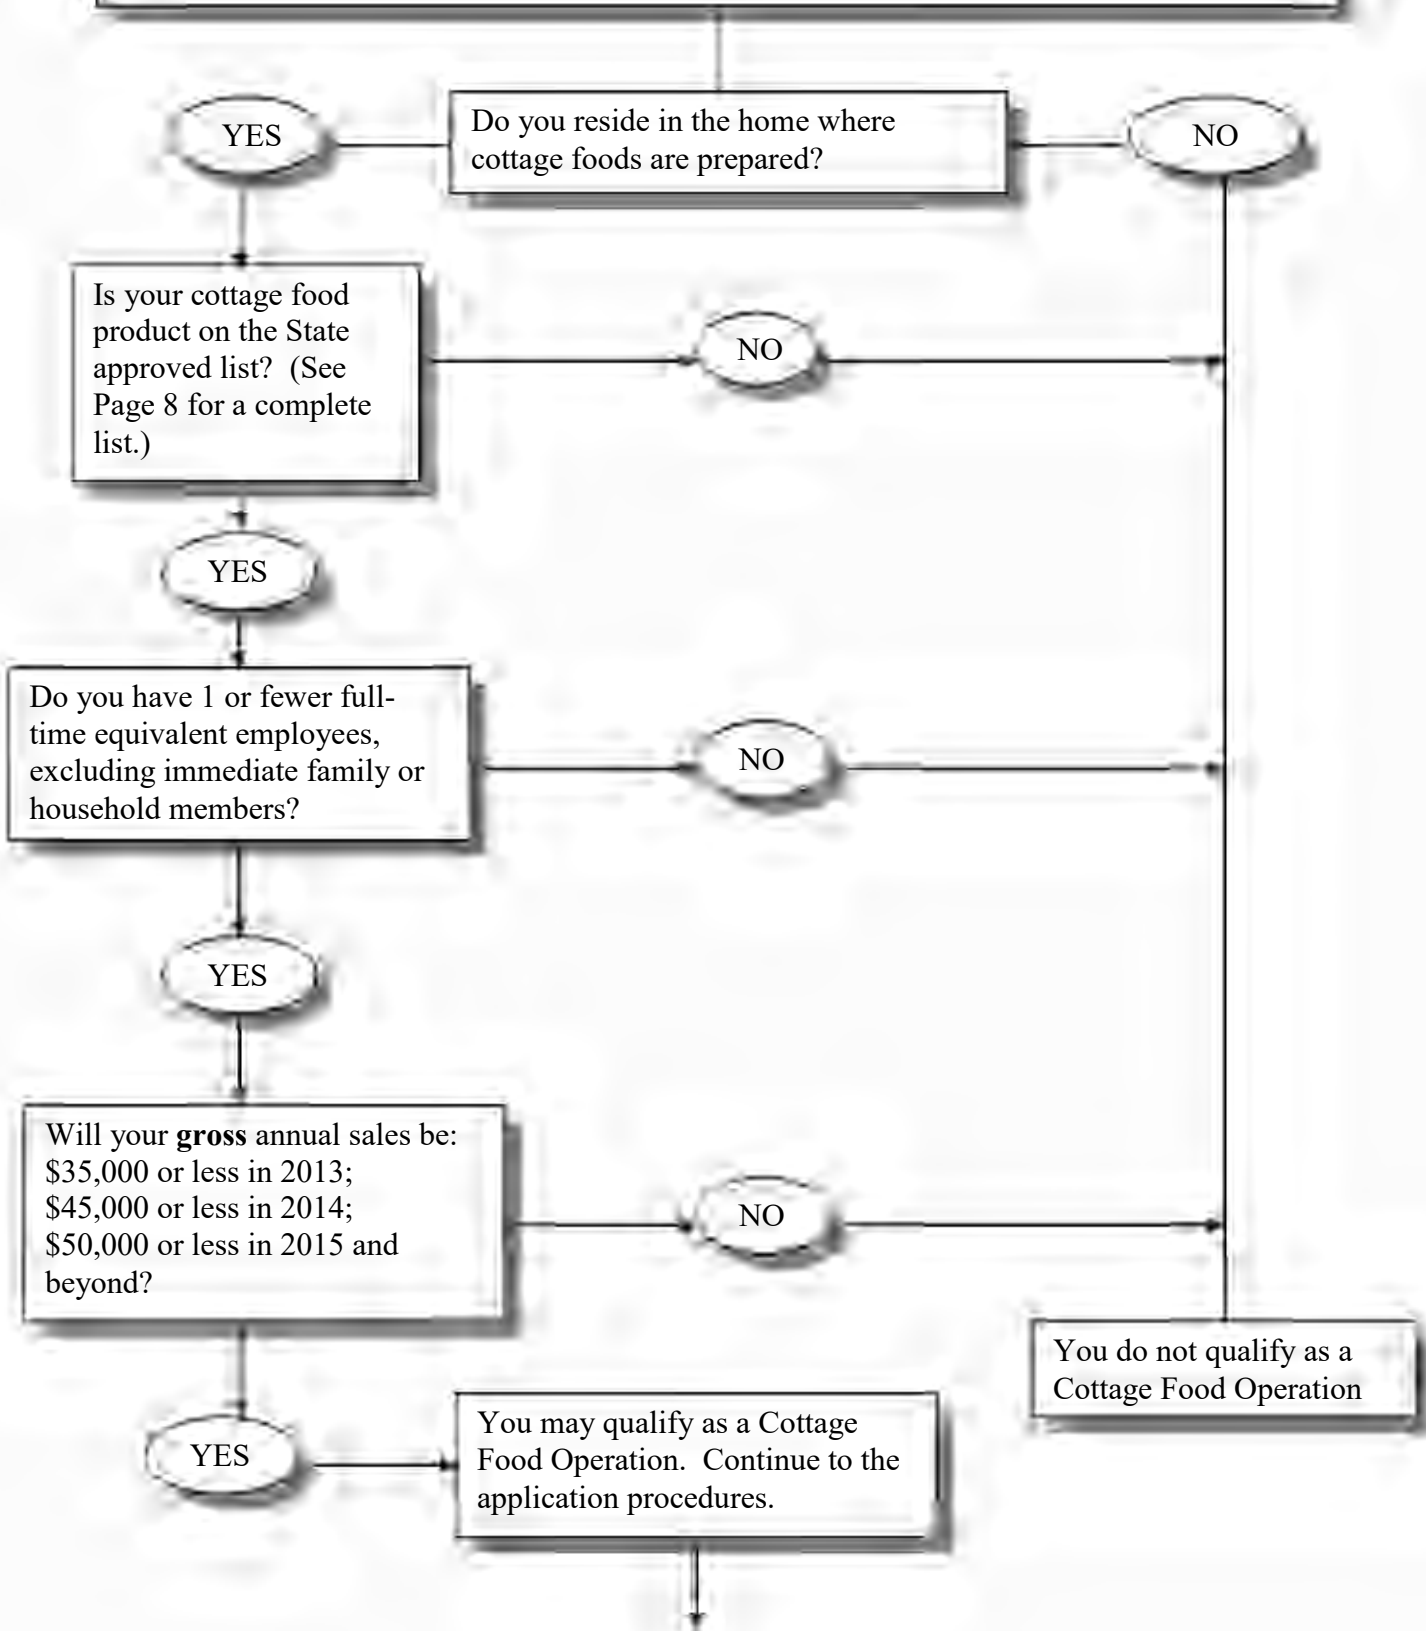 YES
Do you reside in the home where
cottage foods are prepared?
NO
Is your cottage food
product on the State
approved list?  (See
Page 8 for a complete
list.)
NO
YES
Do you have 1 or fewer full-
time equivalent employees,
excluding immediate family or
household members?
NO
YES
Will your gross annual sales be:
$35,000 or less in 2013;
$45,000 or less in 2014;
$50,000 or less in 2015 and
beyond?
NO
You do not qualify as a
Cottage Food Operation
YES
You may qualify as a Cottage
Food Operation.  Continue to the
application procedures.